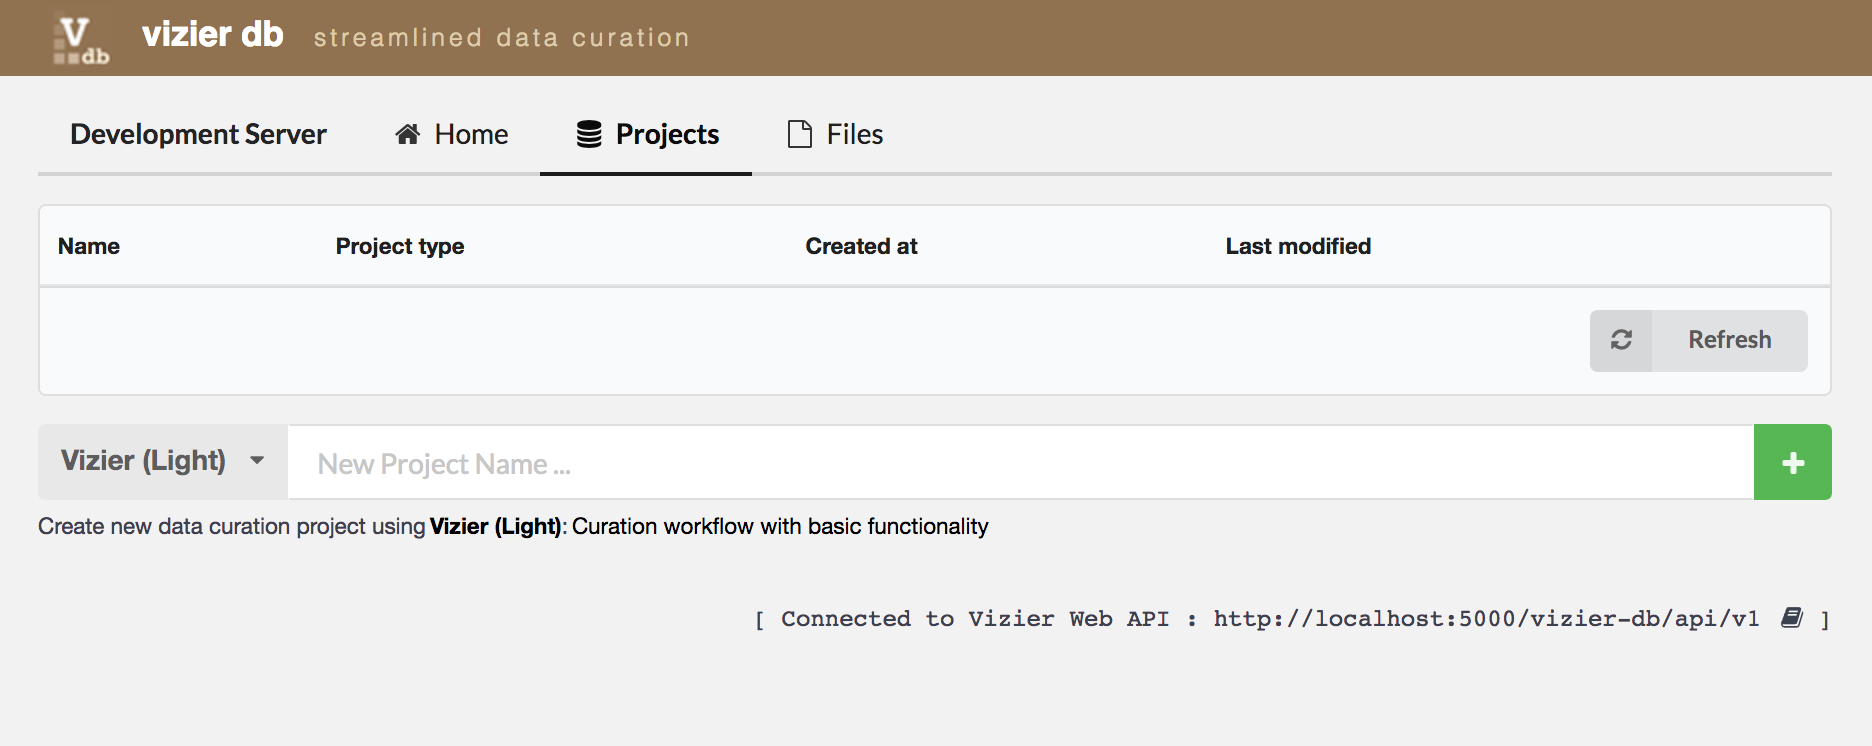 V db vizier db streamlined data curation
Development Server Home Projects Files
Name Project type Created at Last modified
Refresh
Vizier (Light) New Project Name ...
Create new data curation project using Vizier (Light): Curation workflow with basic functionality
[ Connected to Vizier Web API : http://localhost:5000/vizier-db/api/v1 ]